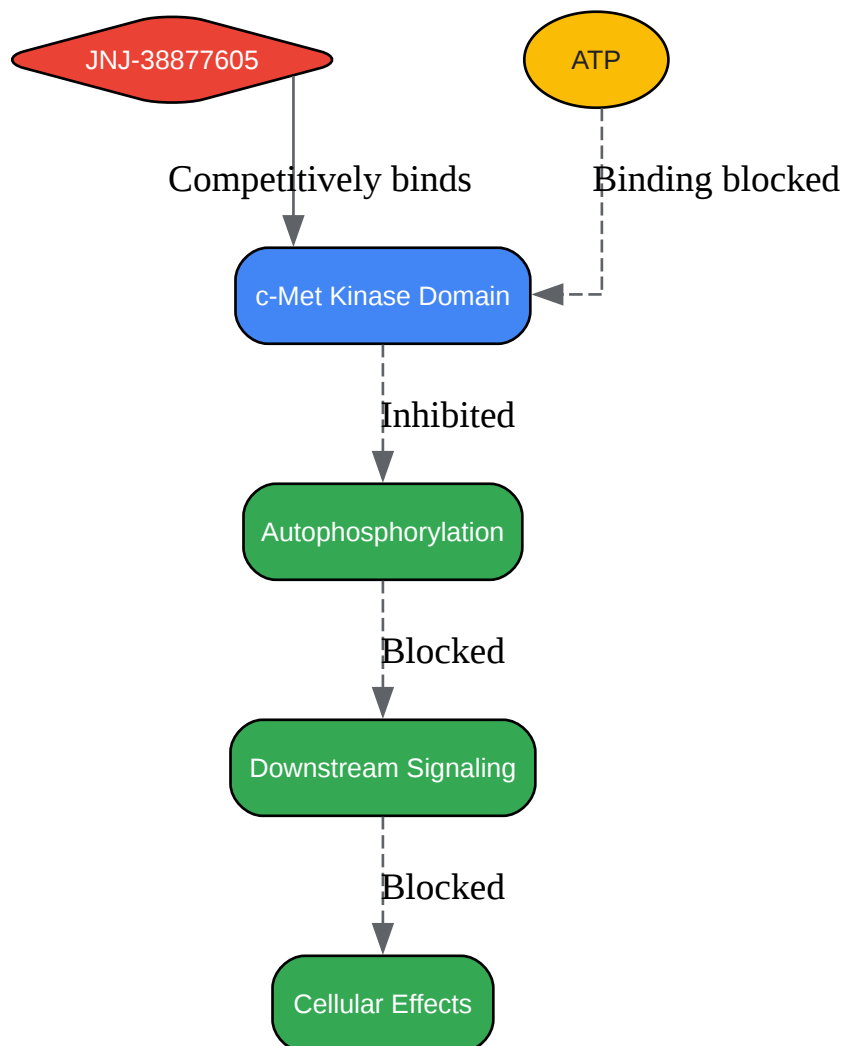 JNJ-38877605
ATP
Competitively binds
Binding blocked
c-Met Kinase Domain
Inhibited
Autophosphorylation
Blocked
Downstream Signaling
Blocked
Cellular Effects